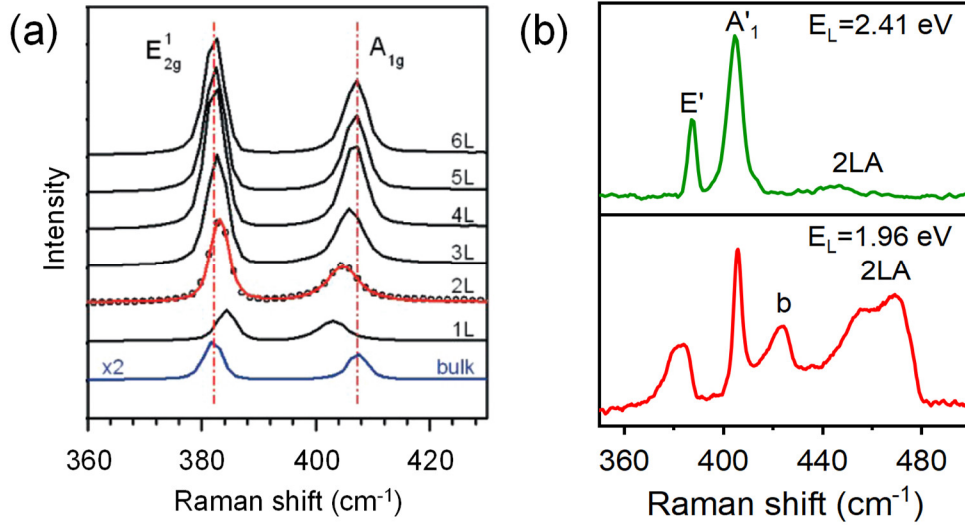 (a)
E¹2g
A1g
6L
5L
4L
3L
2L
1L
x2
bulk
Intensity
360
380
400
420
Raman shift (cm⁻¹)
(b)
A'1
EL=2.41 eV
E'
2LA
EL=1.96 eV
2LA
b
360
400
440
480
Raman shift (cm⁻¹)